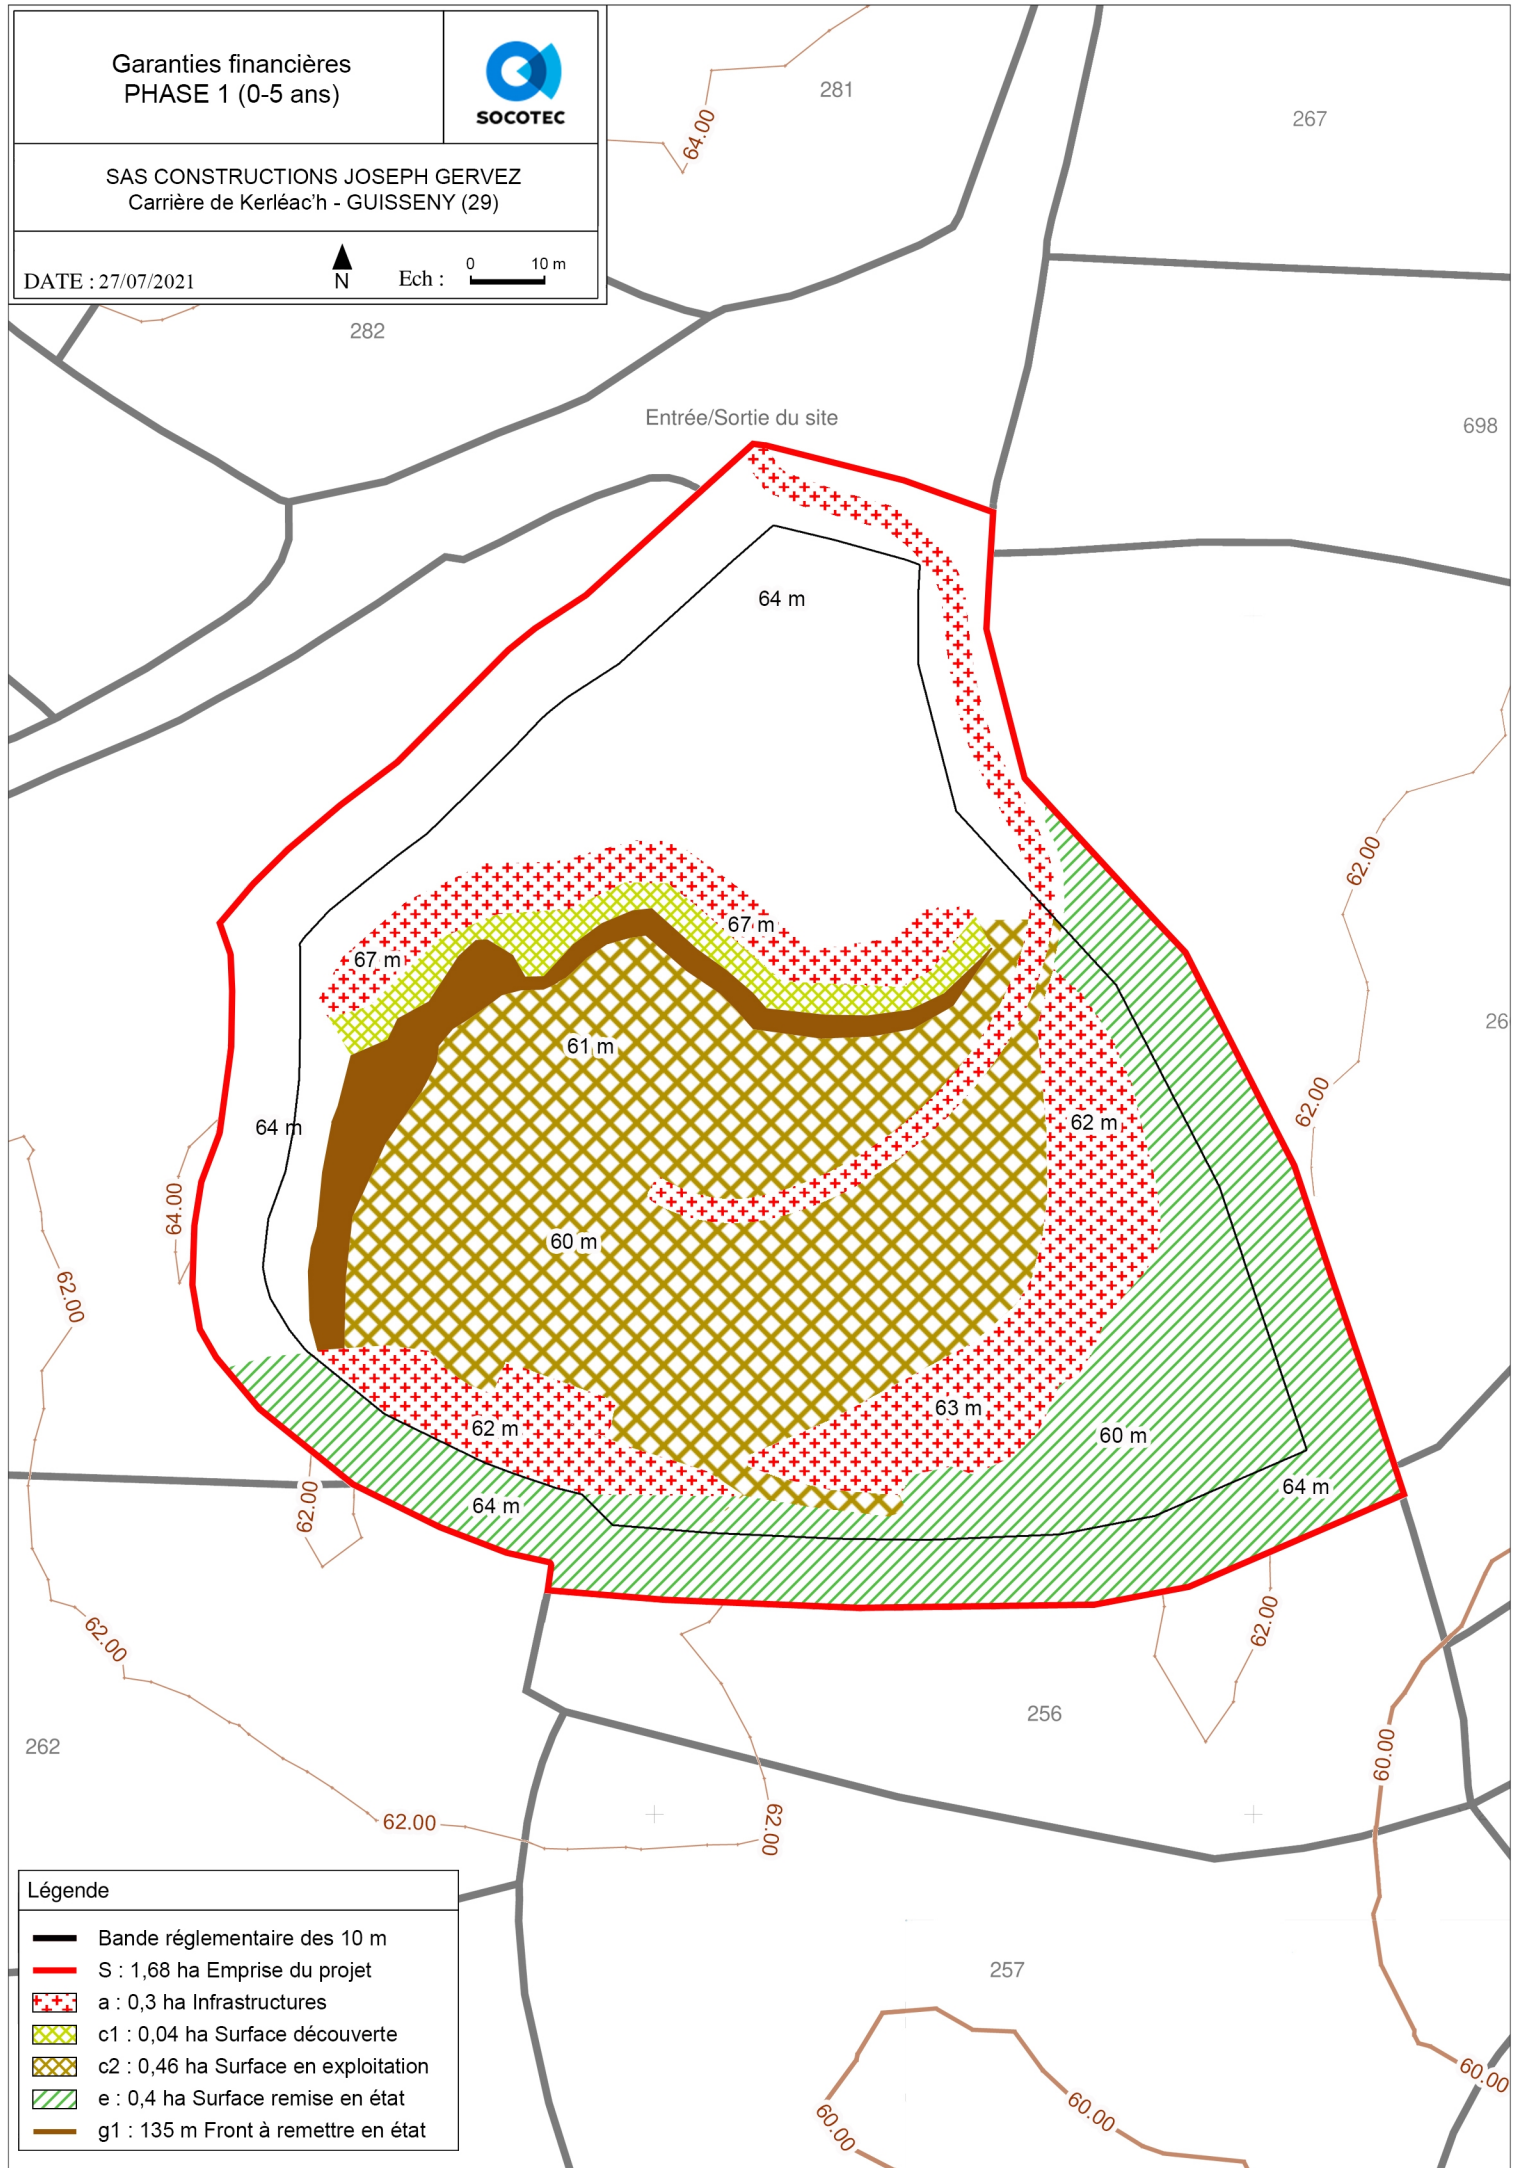 Garanties financières
PHASE 1 (0-5 ans)
SOCOTEC
SAS CONSTRUCTIONS JOSEPH GERVEZ
Carrière de Kerléac'h - GUISSENY (29)
DATE : 27/07/2021
N
Ech :
0 10 m
281
267
64.00
282
698
Entrée/Sortie du site
64 m
62.00
67 m
67 m
26
61 m
62.00
64 m
62 m
64.00
60 m
62.00
63 m
62 m
60 m
64 m
64 m
62.00
62.00
62.00
256
262
60.00
62.00
62.00
257
60.00
60.00
60.00
Légende
Bande réglementaire des 10 m
S : 1,68 ha Emprise du projet
a : 0,3 ha Infrastructures
c1 : 0,04 ha Surface découverte
c2 : 0,46 ha Surface en exploitation
e : 0,4 ha Surface remise en état
g1 : 135 m Front à remettre en état